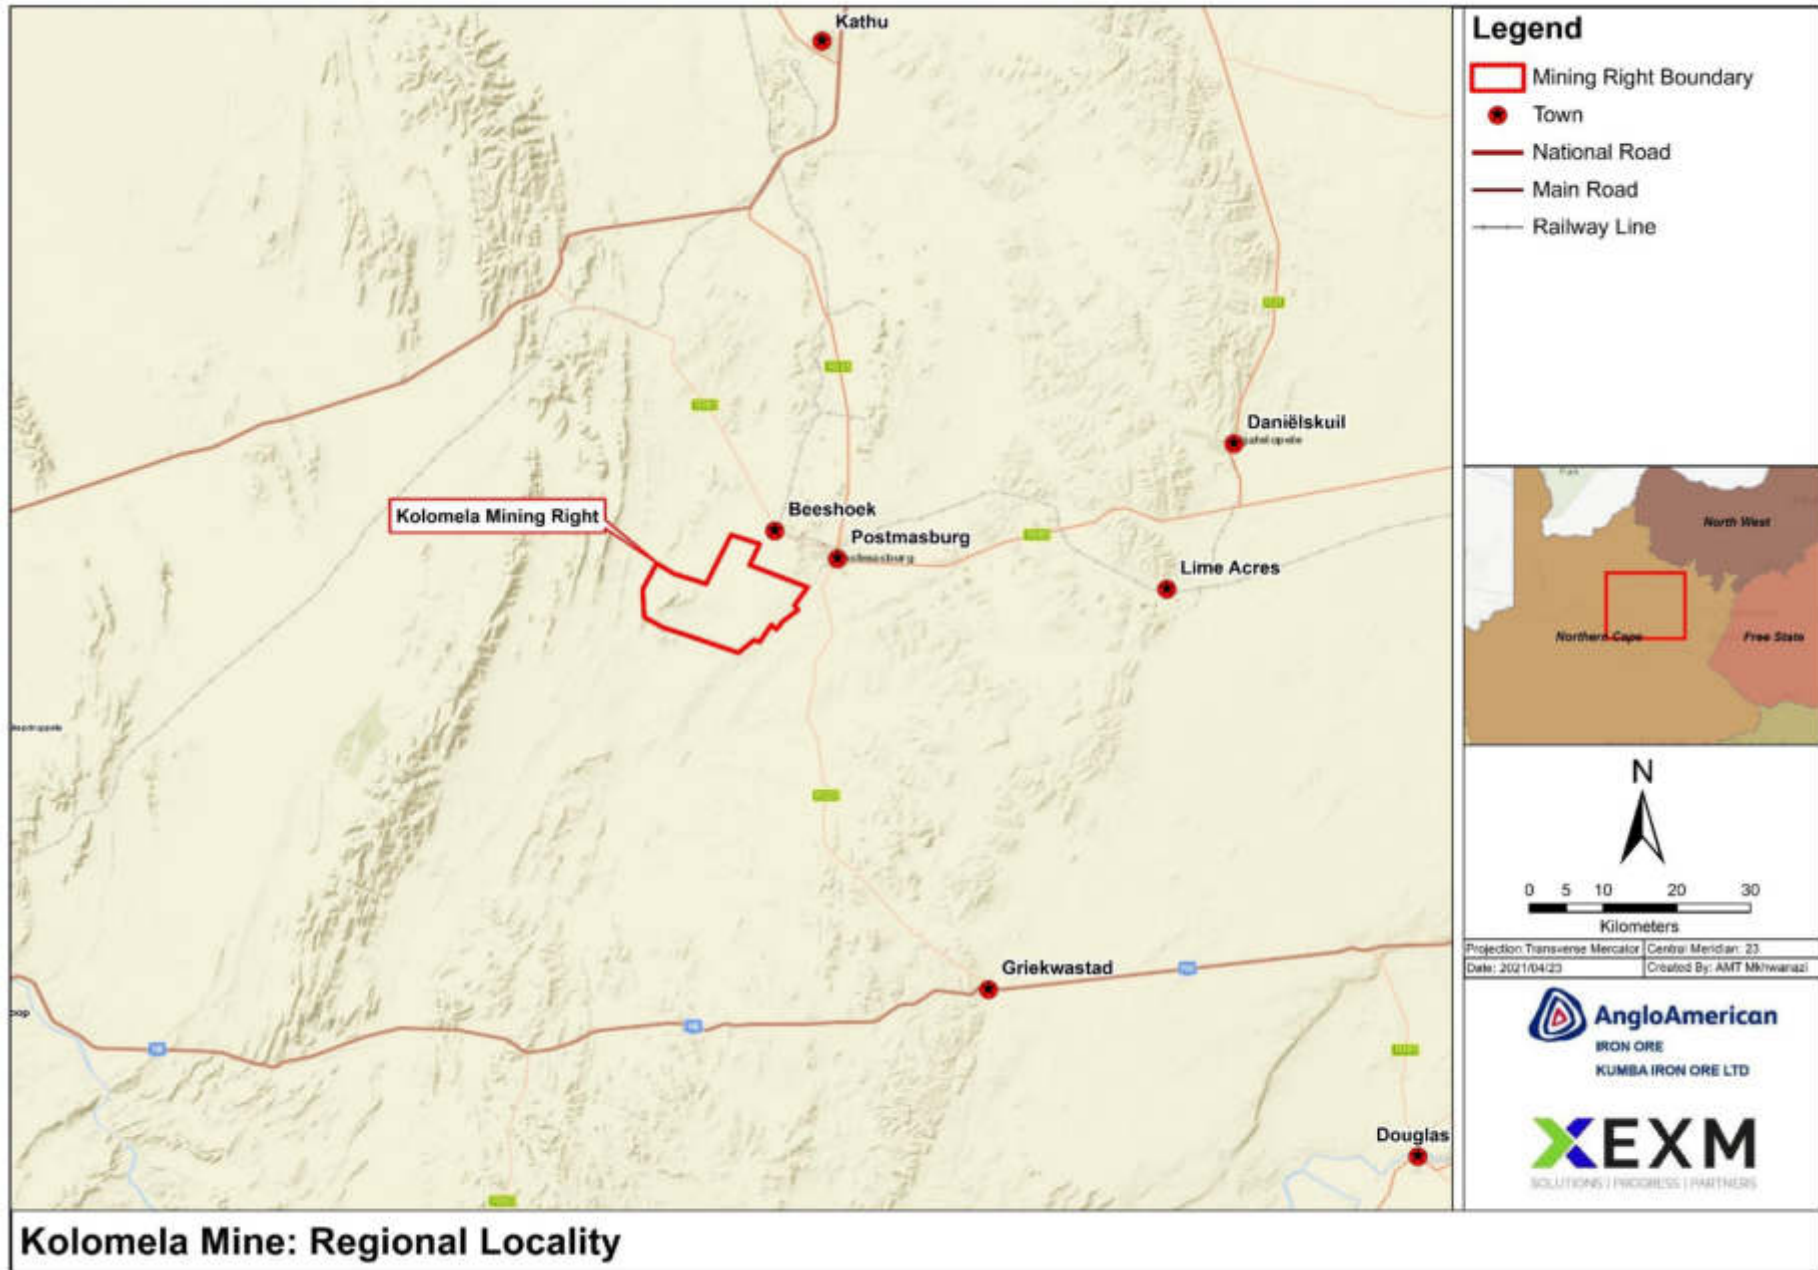 Kathu
Daniëlskuil
Kolomela Mining Right
Beeshoek
Postmasburg
Lime Acres
Griekwastad
Douglas
Legend
Mining Right Boundary
Town
National Road
Main Road
Railway Line
North West
Northern Cape
Free State
N
0 5 10 20 30
Kilometers
Projection:Transverse Mercator Central Meridian: 23
Date: 2021/04/23 Created By: AMT Mkhwanazi
AngloAmerican
IRON ORE
KUMBA IRON ORE LTD
EXM
SOLUTIONS | PROGRESS | PARTNERS
Kolomela Mine: Regional Locality